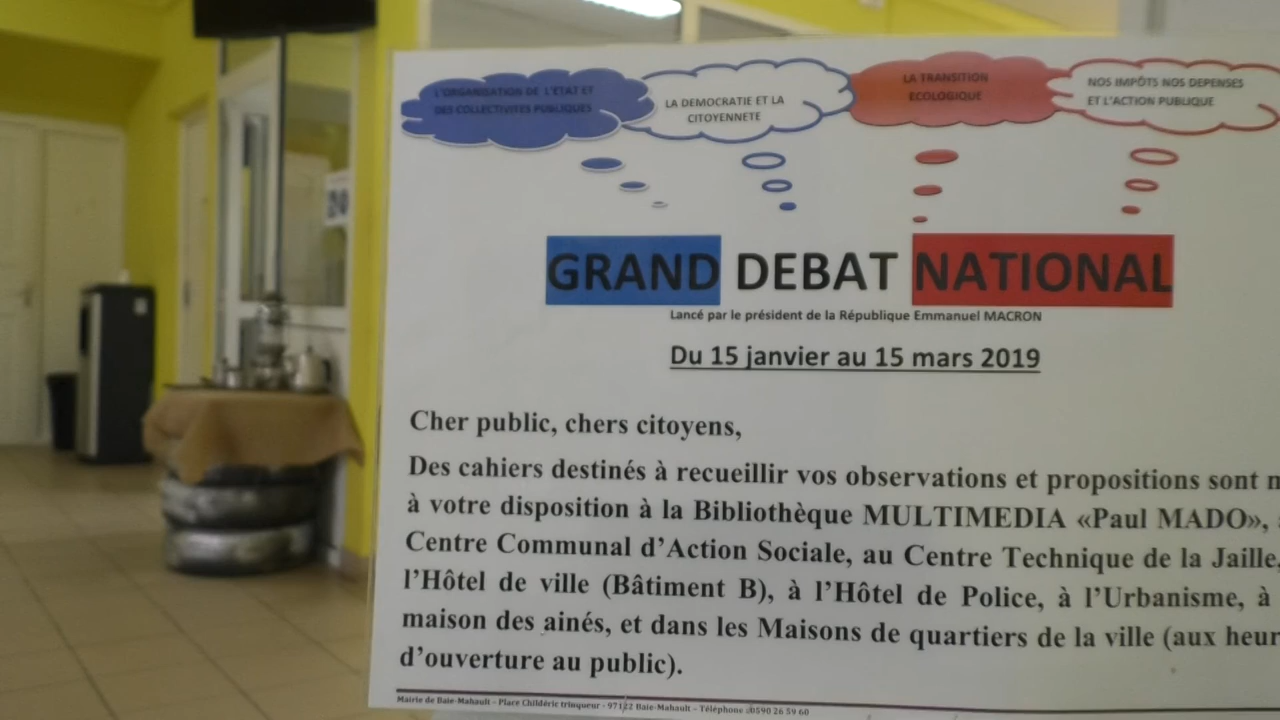 L'ORGANISATION DE L'ETAT ET
DES COLLECTIVITES PUBLIQUES
LA DEMOCRATIE ET LA
CITOYENNETE
LA TRANSITION
ECOLOGIQUE
NOS IMPÔTS NOS DEPENSES
ET L'ACTION PUBLIQUE
GRAND DEBAT NATIONAL
Lancé par le président de la République Emmanuel MACRON
Du 15 janvier au 15 mars 2019
Cher public, chers citoyens,
Des cahiers destinés à recueillir vos observations et propositions sont
à votre disposition à la Bibliothèque MULTIMEDIA «Paul MADO»,
Centre Communal d'Action Sociale, au Centre Technique de la Jaille,
l'Hôtel de ville (Bâtiment B), à l'Hôtel de Police, à l'Urbanisme, à
maison des ainés, et dans les Maisons de quartiers de la ville (aux heur
d'ouverture au public).
Mairie de Baie-Mahault - Place Childéric trinqueur - 97122 Baie-Mahault - Téléphone :0590 26 59 60